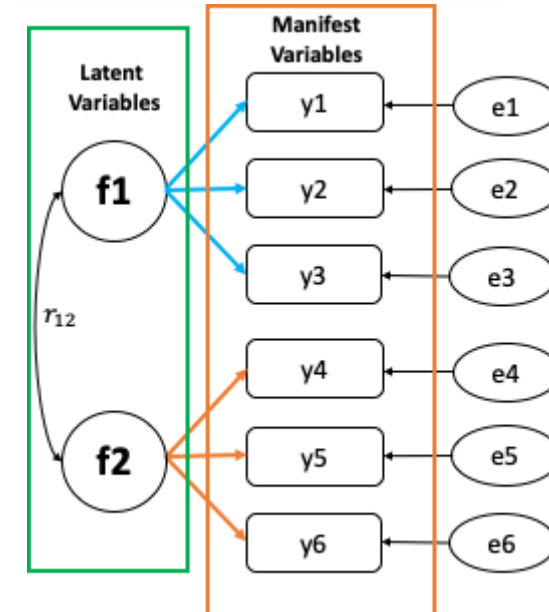 Manifest
Variables
Latent
Variables
y1
e1
f1
y2
e2
y3
e3
r12
y4
e4
f2
y5
e5
y6
e6